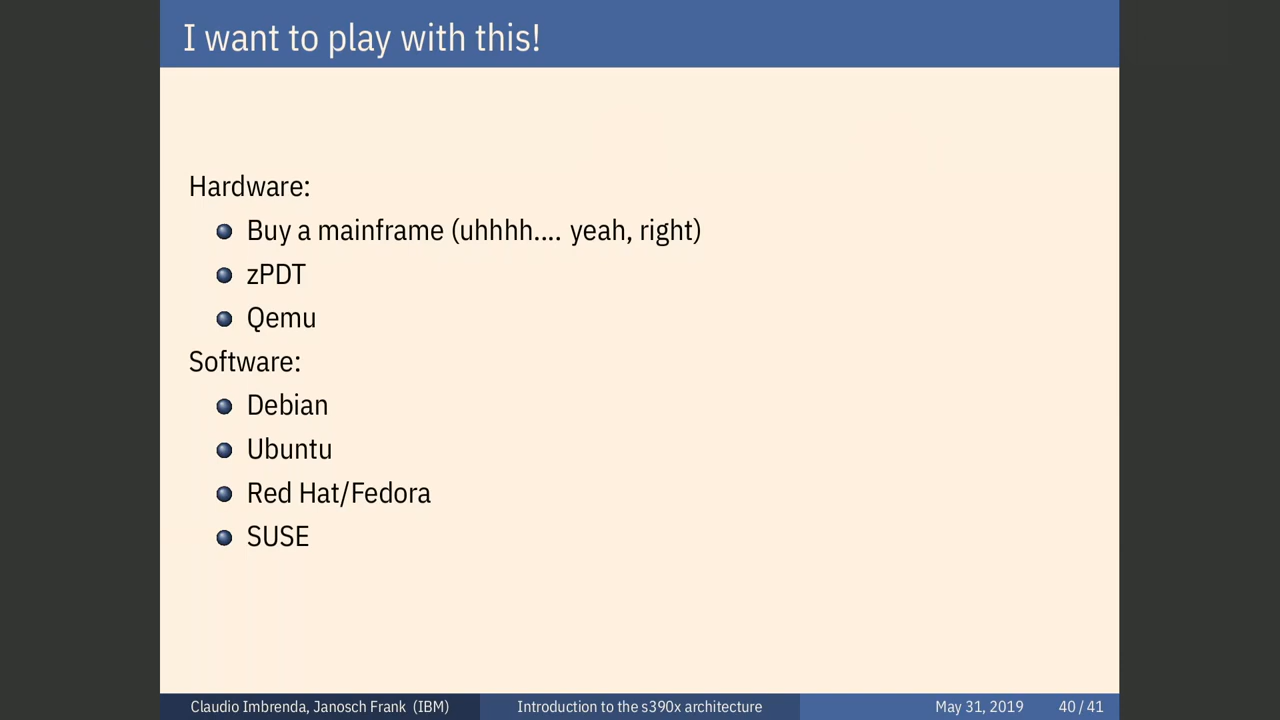 I want to play with this!
Hardware:
Buy a mainframe (uhhhh.... yeah, right)
zPDT
Qemu
Software:
Debian
Ubuntu
Red Hat/Fedora
SUSE
Claudio Imbrenda, Janosch Frank (IBM) Introduction to the s390x architecture May 31, 2019 40 / 41